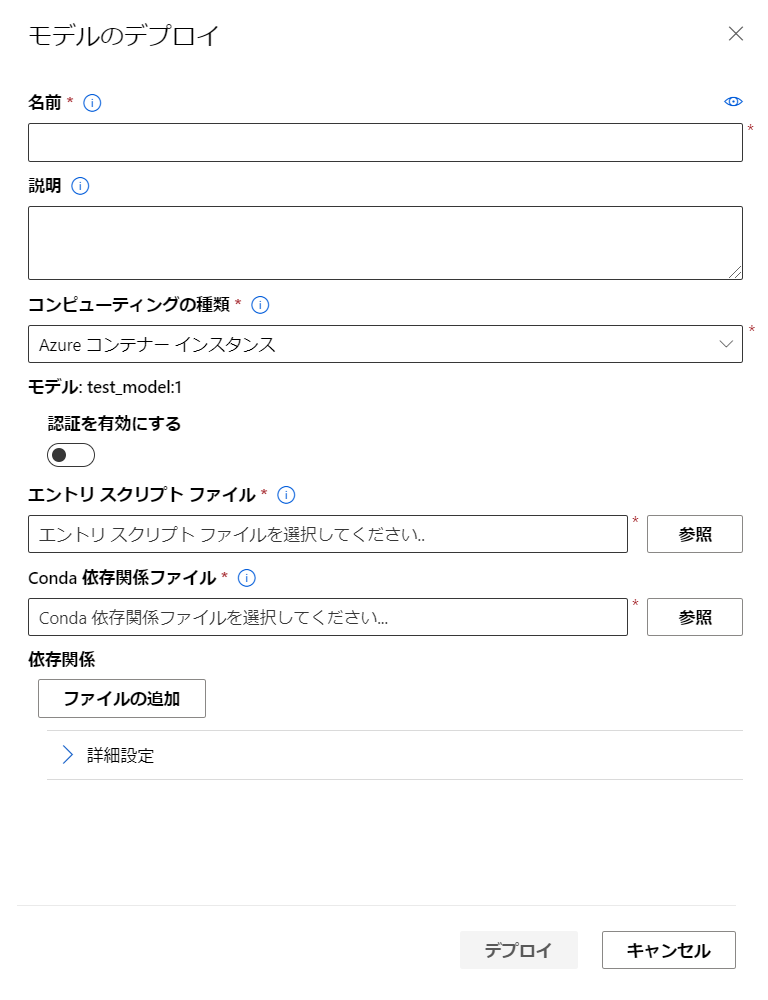 モデルのデプロイ
名前 *
*
説明
コンピューティングの種類 *
Azure コンテナー インスタンス
*
モデル: test_model:1
認証を有効にする
エントリ スクリプト ファイル *
エントリ スクリプト ファイルを選択してください..
*
参照
Conda 依存関係ファイル *
Conda 依存関係ファイルを選択してください...
*
参照
依存関係
ファイルの追加
詳細設定
デプロイ
キャンセル